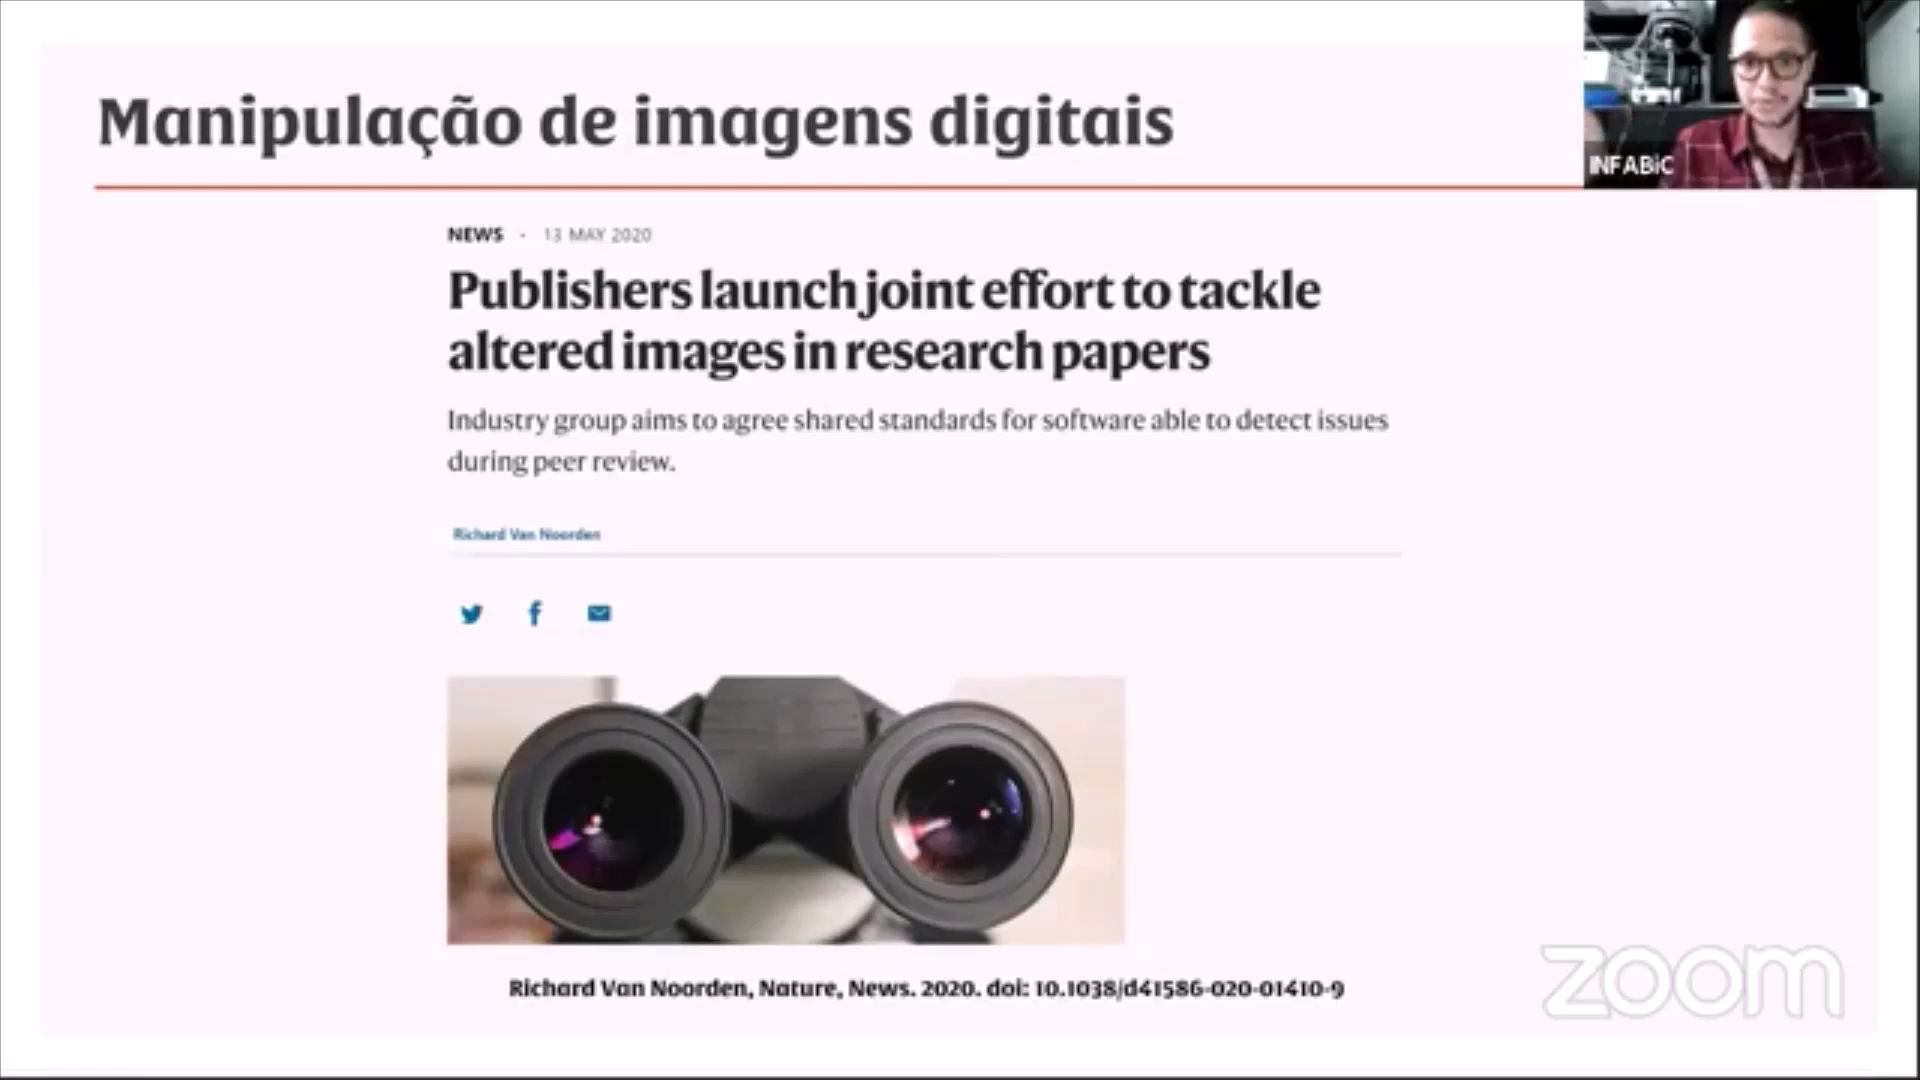 Manipulação de imagens digitais
INFABiC
NEWS · 13 MAY 2020
Publishers launch joint effort to tackle
altered images in research papers
Industry group aims to agree shared standards for software able to detect issues
during peer review.
Richard Van Noorden
Richard Van Noorden, Nature, News. 2020. doi: 10.1038/d41586-020-01410-9
zoom